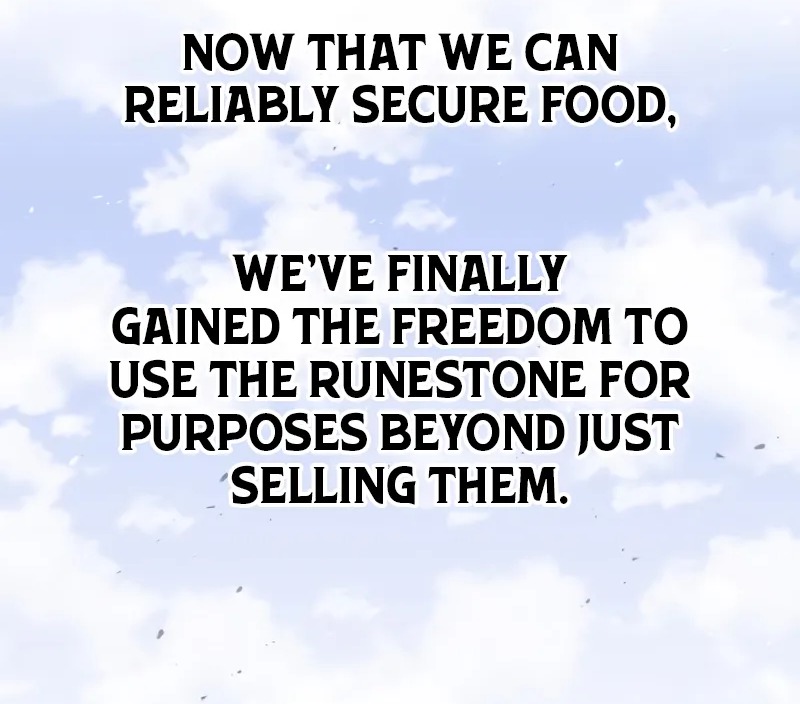 NOW THAT WE CAN
RELIABLY SECURE FOOD,
WE'VE FINALLY
GAINED THE FREEDOM TO
USE THE RUNESTONE FOR
PURPOSES BEYOND JUST
SELLING THEM.